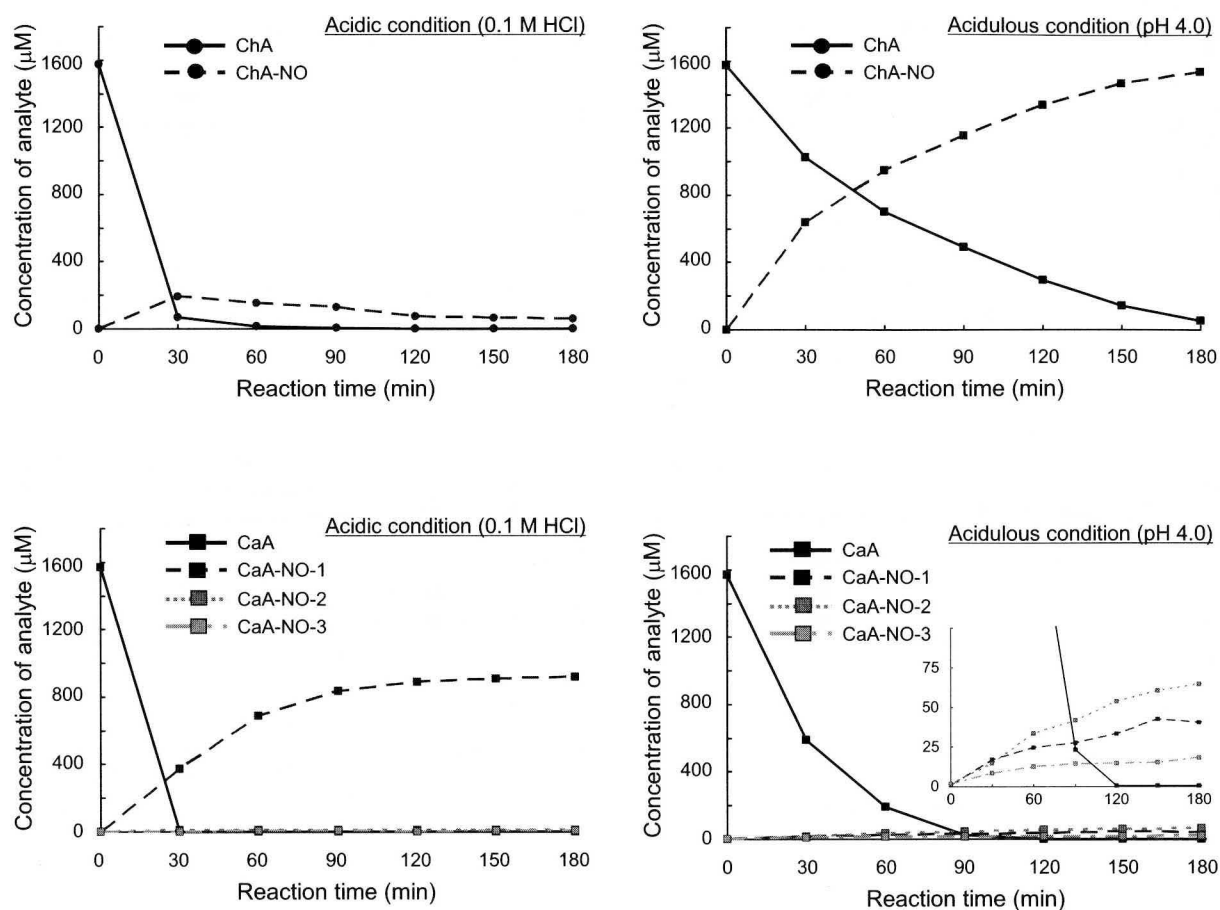 Acidic condition (0.1 M HCl)
ChA
ChA-NO
Concentration of analyte (μM)
1600
1200
800
400
0
0 30 60 90 120 150 180
Reaction time (min)
Acidulous condition (pH 4.0)
ChA
ChA-NO
Concentration of analyte (μM)
1600
1200
800
400
0
0 30 60 90 120 150 180
Reaction time (min)
Acidic condition (0.1 M HCl)
CaA
CaA-NO-1
CaA-NO-2
CaA-NO-3
Concentration of analyte (μM)
1600
1200
800
400
0
0 30 60 90 120 150 180
Reaction time (min)
Acidulous condition (pH 4.0)
CaA
CaA-NO-1
CaA-NO-2
CaA-NO-3
Concentration of analyte (μM)
1600
1200
800
400
0
0 30 60 90 120 150 180
Reaction time (min)
3
75
50
25
0
0 60 120 180